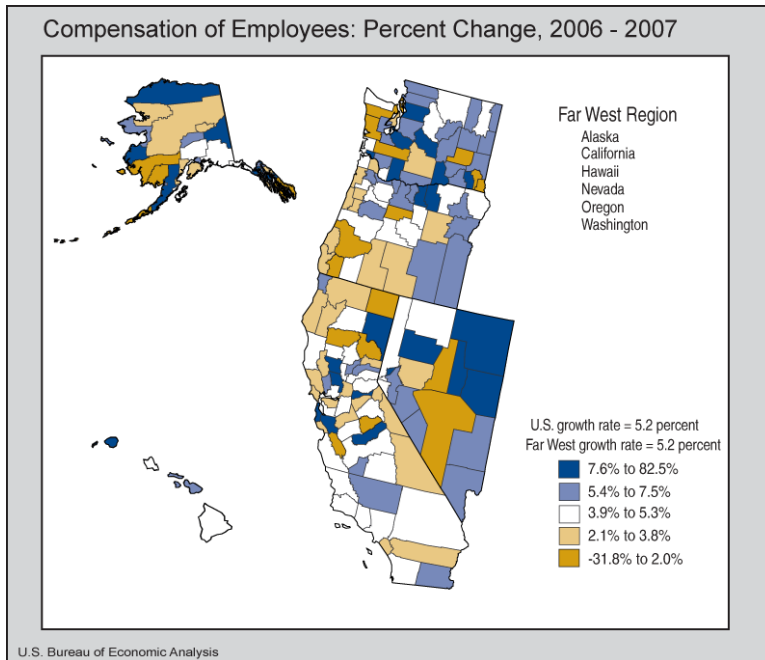 Compensation of Employees: Percent Change, 2006 - 2007
Far West Region
Alaska
California
Hawaii
Nevada
Oregon
Washington
U.S. growth rate = 5.2 percent
Far West growth rate = 5.2 percent
7.6% to 82.5%
5.4% to 7.5%
3.9% to 5.3%
2.1% to 3.8%
-31.8% to 2.0%
U.S. Bureau of Economic Analysis